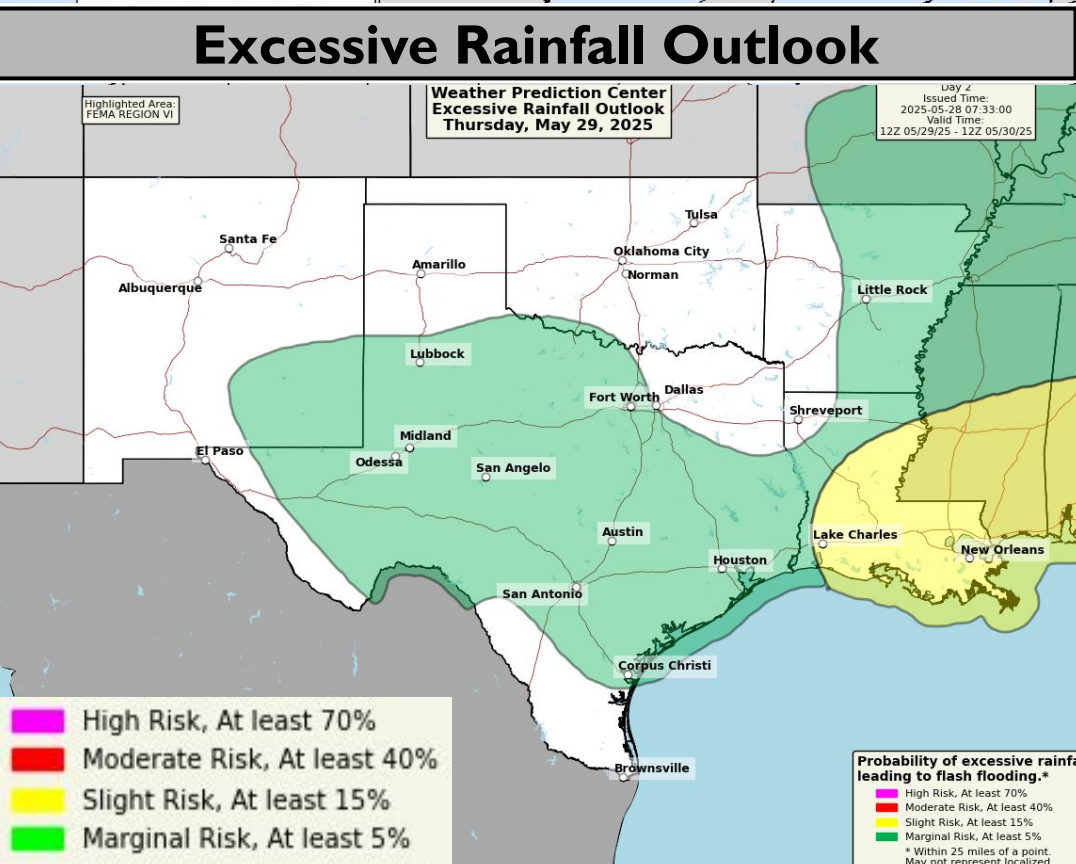 Excessive Rainfall Outlook
Highlighted Area:
FEMA REGION VI
Weather Prediction Center
Excessive Rainfall Outlook
Thursday, May 29, 2025
Day 2
Issued Time:
2025-05-28 07:33:00
Valid Time:
12Z 05/29/25 - 12Z 05/30/25
Tulsa
Santa Fe
Oklahoma City
Amarillo
Norman
Albuquerque
Little Rock
Lubbock
Dallas
Fort Worth
Shreveport
Midland
El Paso
Odessa
San Angelo
Austin
Lake Charles
New Orleans
Houston
San Antonio
Corpus Christi
Brownsville
High Risk, At least 70%
Moderate Risk, At least 40%
Slight Risk, At least 15%
Marginal Risk, At least 5%
Probability of excessive rainfa
leading to flash flooding.*
High Risk, At least 70%
Moderate Risk, At least 40%
Slight Risk, At least 15%
Marginal Risk, At least 5%
* Within 25 miles of a point.
May not represent localized